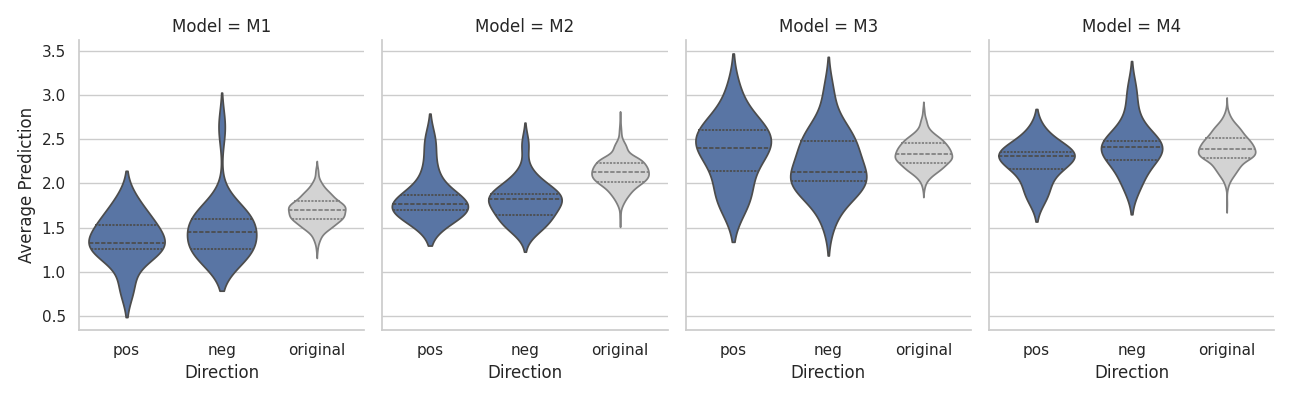 Model = M1
Model = M2
Model = M3
Model = M4
Average Prediction
3.5
3.0
2.5
2.0
1.5
1.0
0.5
pos neg original
pos neg original
pos neg original
pos neg original
Direction
Direction
Direction
Direction